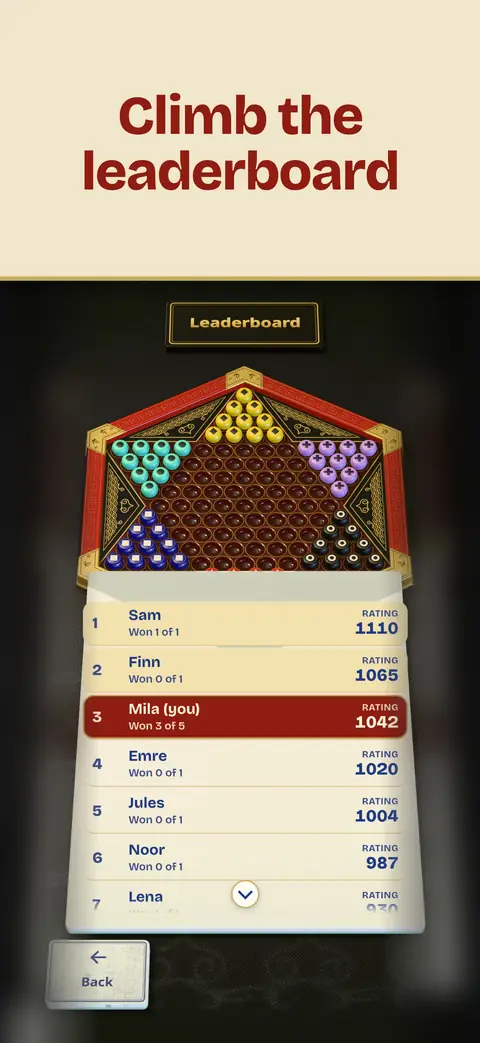 Climb the
leaderboard
Leaderboard
1 Sam RATING
Won 1 of 1 1110
2 Finn RATING
Won 0 of 1 1065
3 Mila (you) RATING
Won 3 of 5 1042
4 Emre RATING
Won 0 of 1 1020
5 Jules RATING
Won 0 of 1 1004
6 Noor RATING
Won 0 of 1 987
7 Lena RATING
930
Back